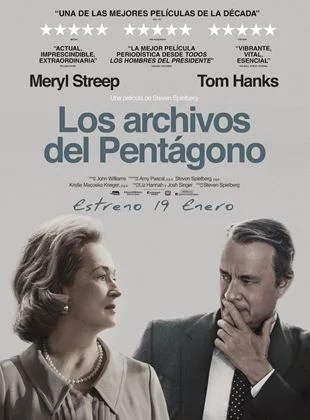 "UNA DE LAS MEJORES PELÍCULAS DE LA DÉCADA"
"ACTUAL,
IMPRESCINDIBLE,
EXTRAORDINARIA"
"LA MEJOR PELÍCULA
PERIODÍSTICA DESDE TODOS
LOS HOMBRES DEL PRESIDENTE"
"VIBRANTE,
VITAL,
ESENCIAL"
Meryl Streep
Tom Hanks
Una película de Steven Spielberg
Los archivos
del Pentágono
John Williams
Amy Pascal
Steven Spielberg
Kristie Macosko Krieger
Liz Hannah y Josh Singer
Steven Spielberg
Estreno 19 Enero